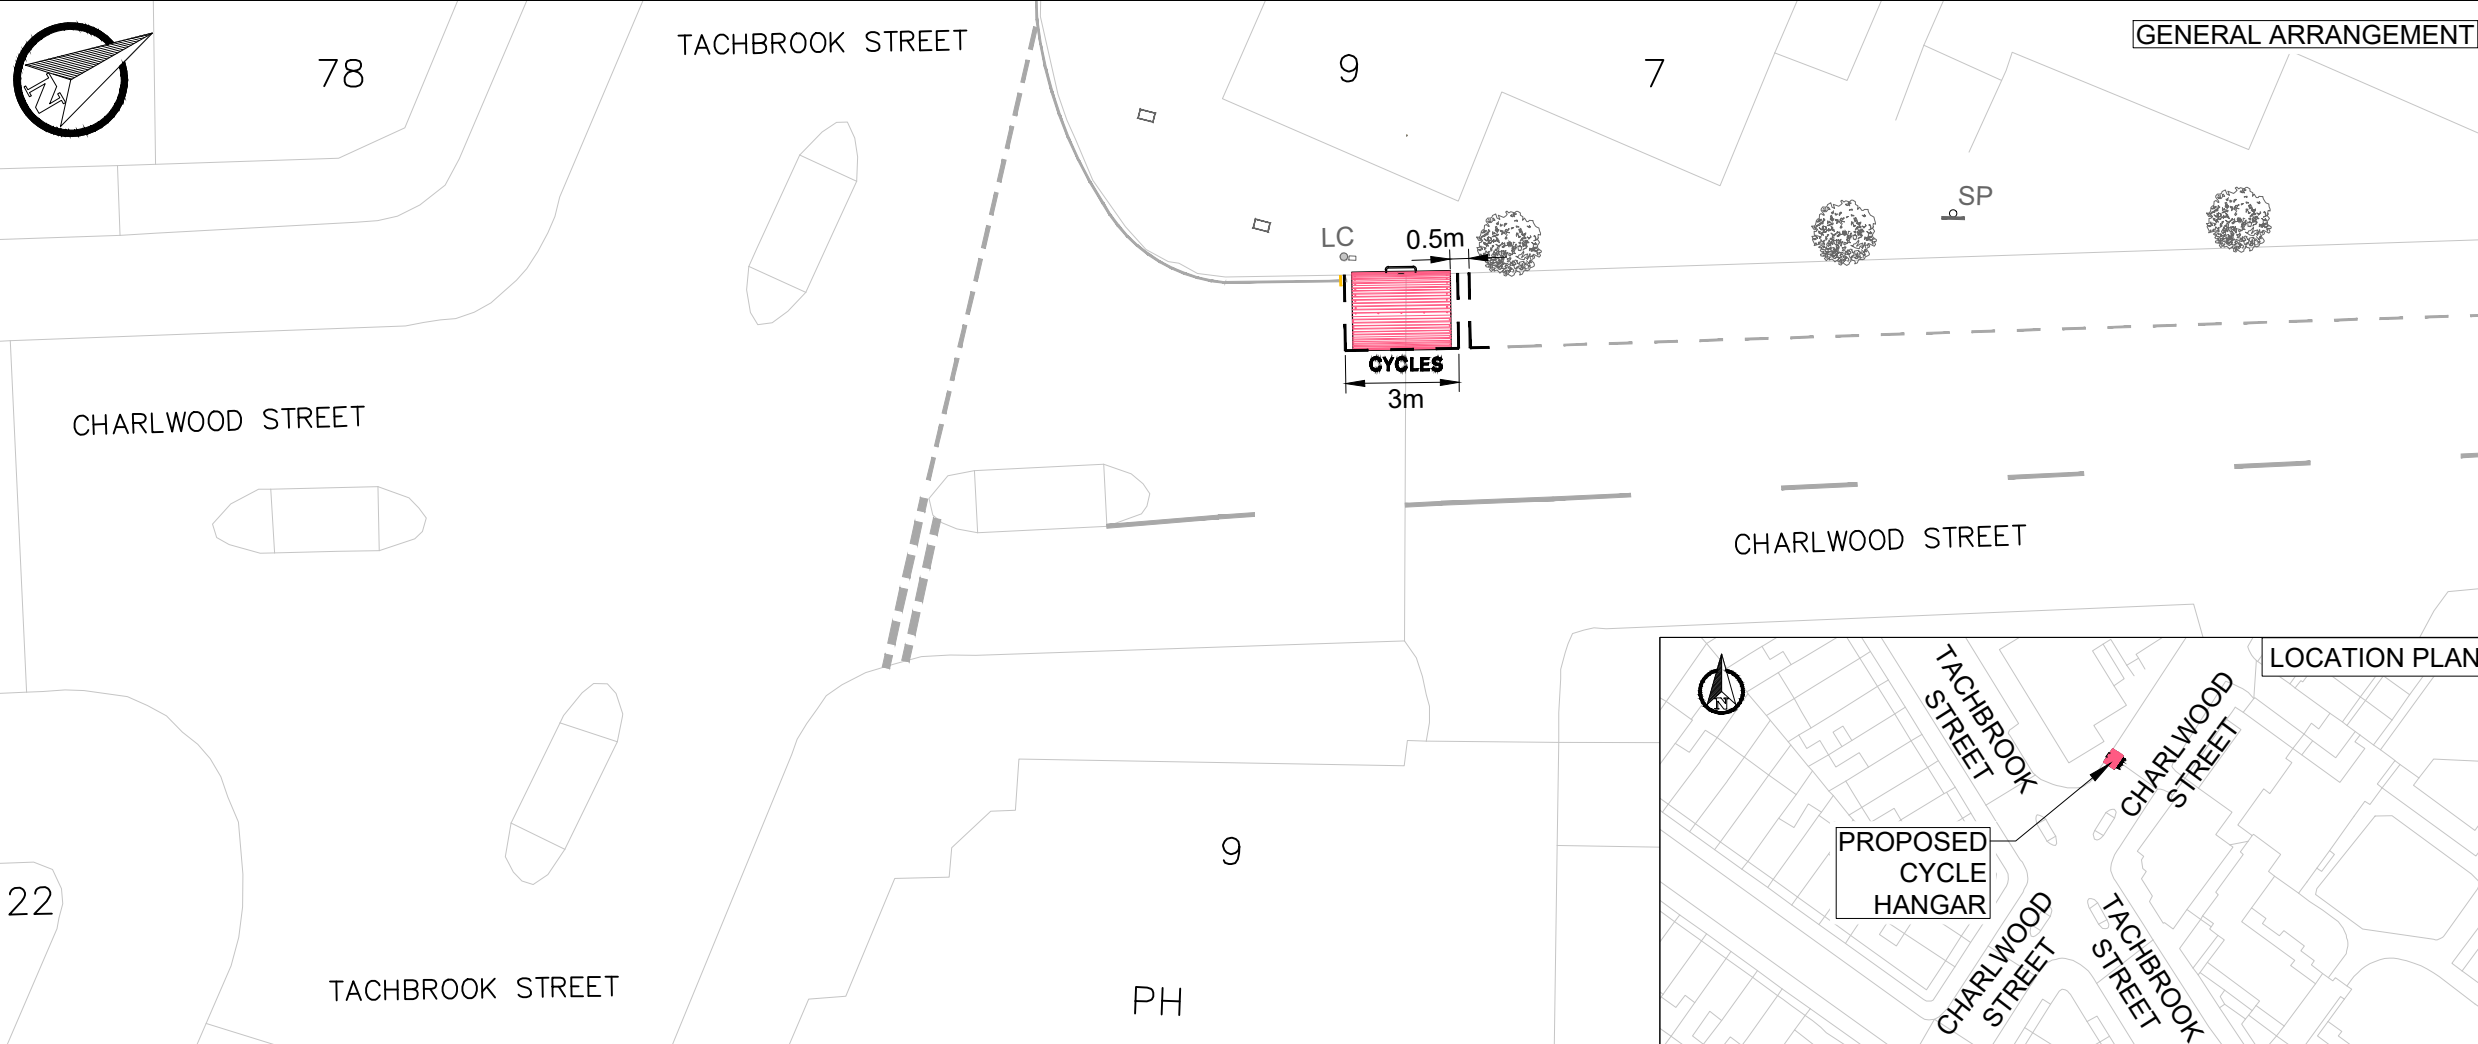 GENERAL ARRANGEMENT
TACHBROOK STREET
78
9
7
N
SP
LC
0.5m
CYCLES
3m
CHARLWOOD STREET
CHARLWOOD STREET
LOCATION PLAN
N
TACHBROOK
STREET
CHARLWOOD
STREET
PROPOSED
CYCLE
HANGAR
CHARLWOOD
STREET
TACHBROOK
STREET
9
22
TACHBROOK STREET
PH